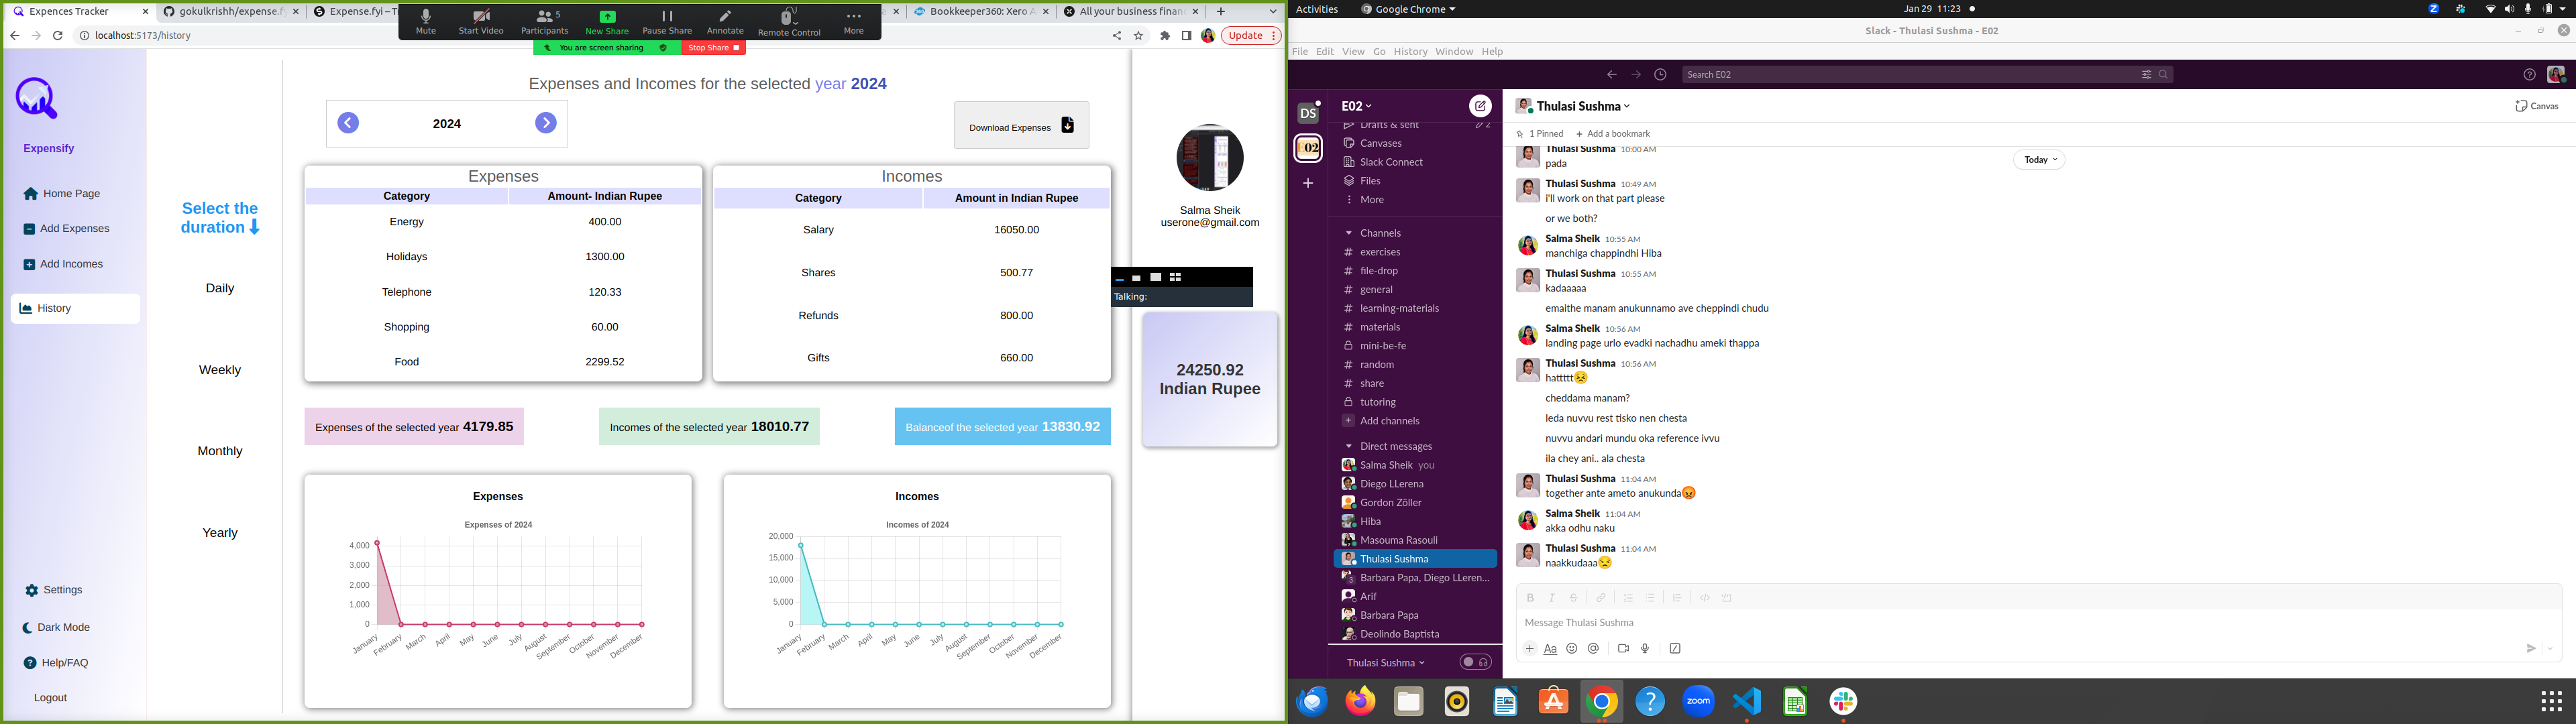 Expences Tracker
gokulkrishh/expense.fy
Expense.fyi – Tr
Bookkeeper360: Xero A
All your business finan
localhost:5173/history
Update
Mute
Start Video
5
Participants
New Share
Pause Share
Annotate
Remote Control
More
You are screen sharing
Stop Share
Expensify
Home Page
Add Expenses
Add Incomes
History
Settings
Dark Mode
Help/FAQ
Logout
Select the
duration
Daily
Weekly
Monthly
Yearly
Expenses and Incomes for the selected year 2024
2024
Download Expenses
Expenses
Category Amount- Indian Rupee
Energy 400.00
Holidays 1300.00
Telephone 120.33
Shopping 60.00
Food 2299.52
Incomes
Category Amount in Indian Rupee
Salary 16050.00
Shares 500.77
Refunds 800.00
Gifts 660.00
Expenses of the selected year 4179.85
Incomes of the selected year 18010.77
Balanceof the selected year 13830.92
Expenses
Expenses of 2024
4,000
3,000
2,000
1,000
0
January February March April May June July August September October November December
Incomes
Incomes of 2024
20,000
15,000
10,000
5,000
0
January February March April May June July August September October November December
Salma Sheik
userone@gmail.com
Talking:
24250.92
Indian Rupee
Activities
Google Chrome
Jan 29 11:23
Slack - Thulasi Sushma - E02
File Edit View Go History Window Help
Search E02
DS
E02
E02
Drafts & sent 2
Canvases
Slack Connect
Files
More
Channels
# exercises
# file-drop
# general
# learning-materials
# materials
mini-be-fe
# random
# share
tutoring
Add channels
Direct messages
Salma Sheik you
Diego LLerena
Gordon Zöller
Hiba
Masouma Rasouli
Thulasi Sushma
3 Barbara Papa, Diego LLeren...
Arif
Barbara Papa
Deolindo Baptista
Thulasi Sushma
Thulasi Sushma
Canvas
1 Pinned
Add a bookmark
Today
Thulasi Sushma 10:00 AM
pada
Thulasi Sushma 10:49 AM
i'll work on that part please
or we both?
Salma Sheik 10:55 AM
manchiga chappindhi Hiba
Thulasi Sushma 10:55 AM
kadaaaaa
emaithe manam anukunnamo ave cheppindi chudu
Salma Sheik 10:56 AM
landing page urlo evadki nachadhu ameki thappa
Thulasi Sushma 10:56 AM
hattttt😣
cheddama manam?
leda nuvvu rest tisko nen chesta
nuvvu andari mundu oka reference ivvu
ila chey ani.. ala chesta
Thulasi Sushma 11:04 AM
together ante ameto anukunda😡
Salma Sheik 11:04 AM
akka odhu naku
Thulasi Sushma 11:04 AM
naakkudaaa😣
B I S
Message Thulasi Sushma
Aa
zoom